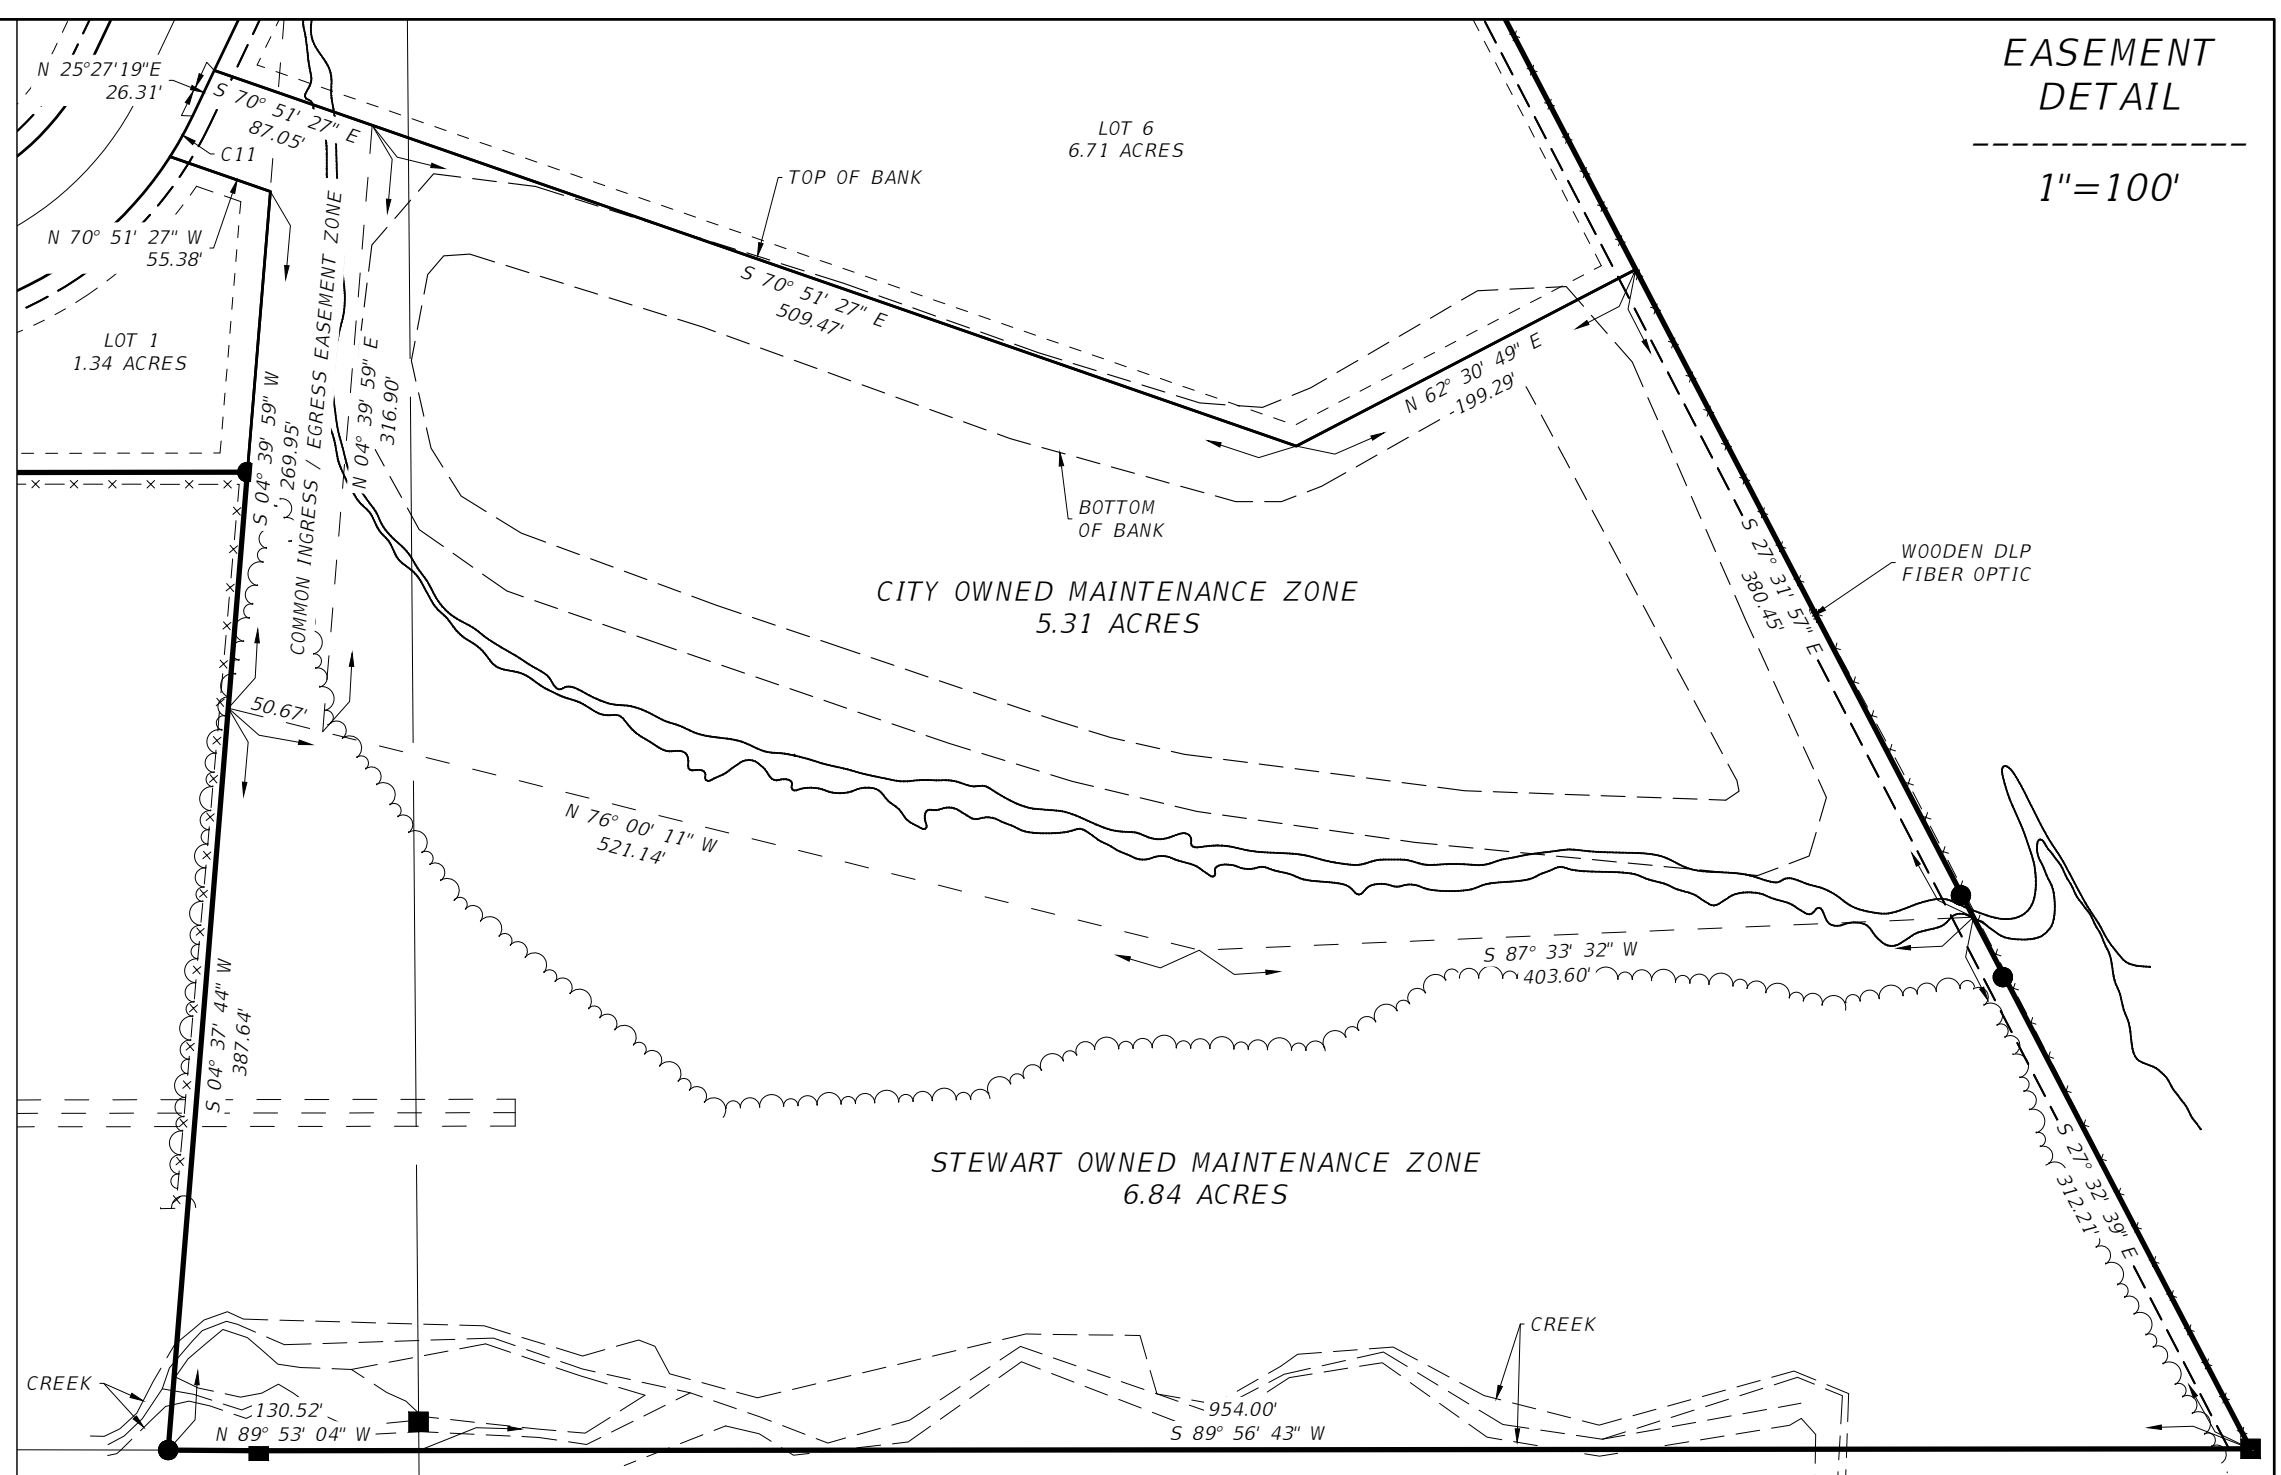 EASEMENT
DETAIL
1"=100'
N 25°27'19"E
26.31'
S 70° 51' 27" E
87.05'
C11
LOT 6
6.71 ACRES
TOP OF BANK
N 70° 51' 27" W
55.38'
S 70° 51' 27" E
509.47'
LOT 1
1.34 ACRES
S 04° 39' 59" W
269.95'
COMMON INGRESS / EGRESS EASEMENT ZONE
N 04° 39' 59" E
316.90'
N 62° 30' 49" E
199.29'
BOTTOM
OF BANK
S 27° 31' 57" E
380.45'
WOODEN DLP
FIBER OPTIC
CITY OWNED MAINTENANCE ZONE
5.31 ACRES
50.67'
N 76° 00' 11" W
521.14'
S 87° 33' 32" W
403.60'
S 04° 37' 44" W
387.64'
STEWART OWNED MAINTENANCE ZONE
6.84 ACRES
S 27° 32' 39" E
312.21'
CREEK
CREEK
130.52'
N 89° 53' 04" W
954.00'
S 89° 56' 43" W